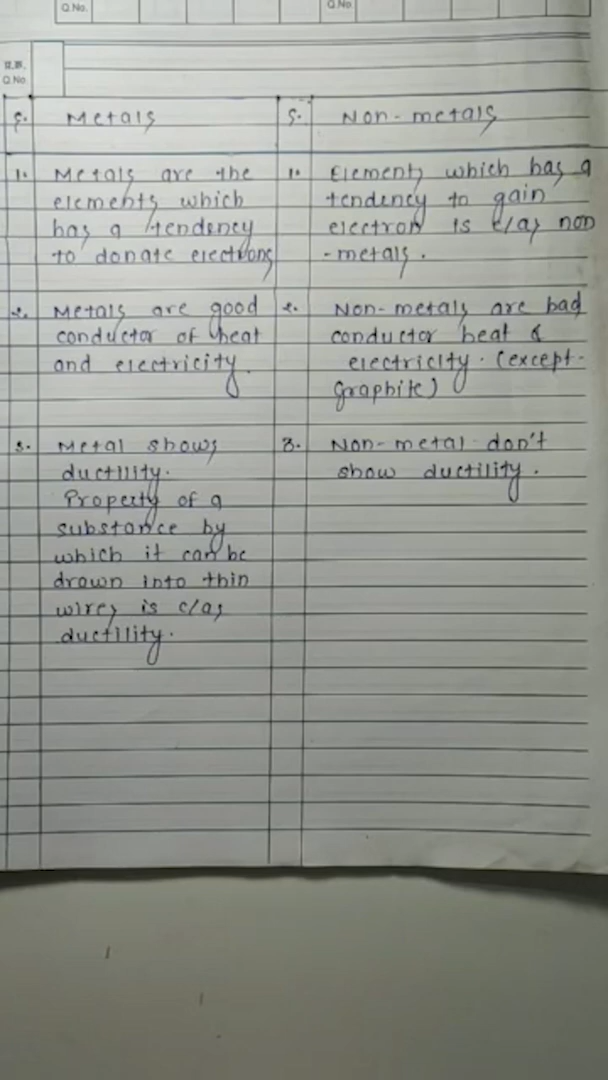 Q.No.
Q.No.
प्र.क्र.
Q.No.
S. Metals S. Non-metals
1. Metals are the 1. Elements which has a
elements which tendency to gain
has a tendency electron is c/as non
to donate electrons -metals.
2. Metals are good 2. Non-metals are bad
conductor of heat conductor heat &
and electricity. electricity. (except-
graphite)
3. Metal shows 3. Non-metal don't
ductility. show ductility.
Property of a
substance by
which it can be
drawn into thin
wires is c/as
ductility.